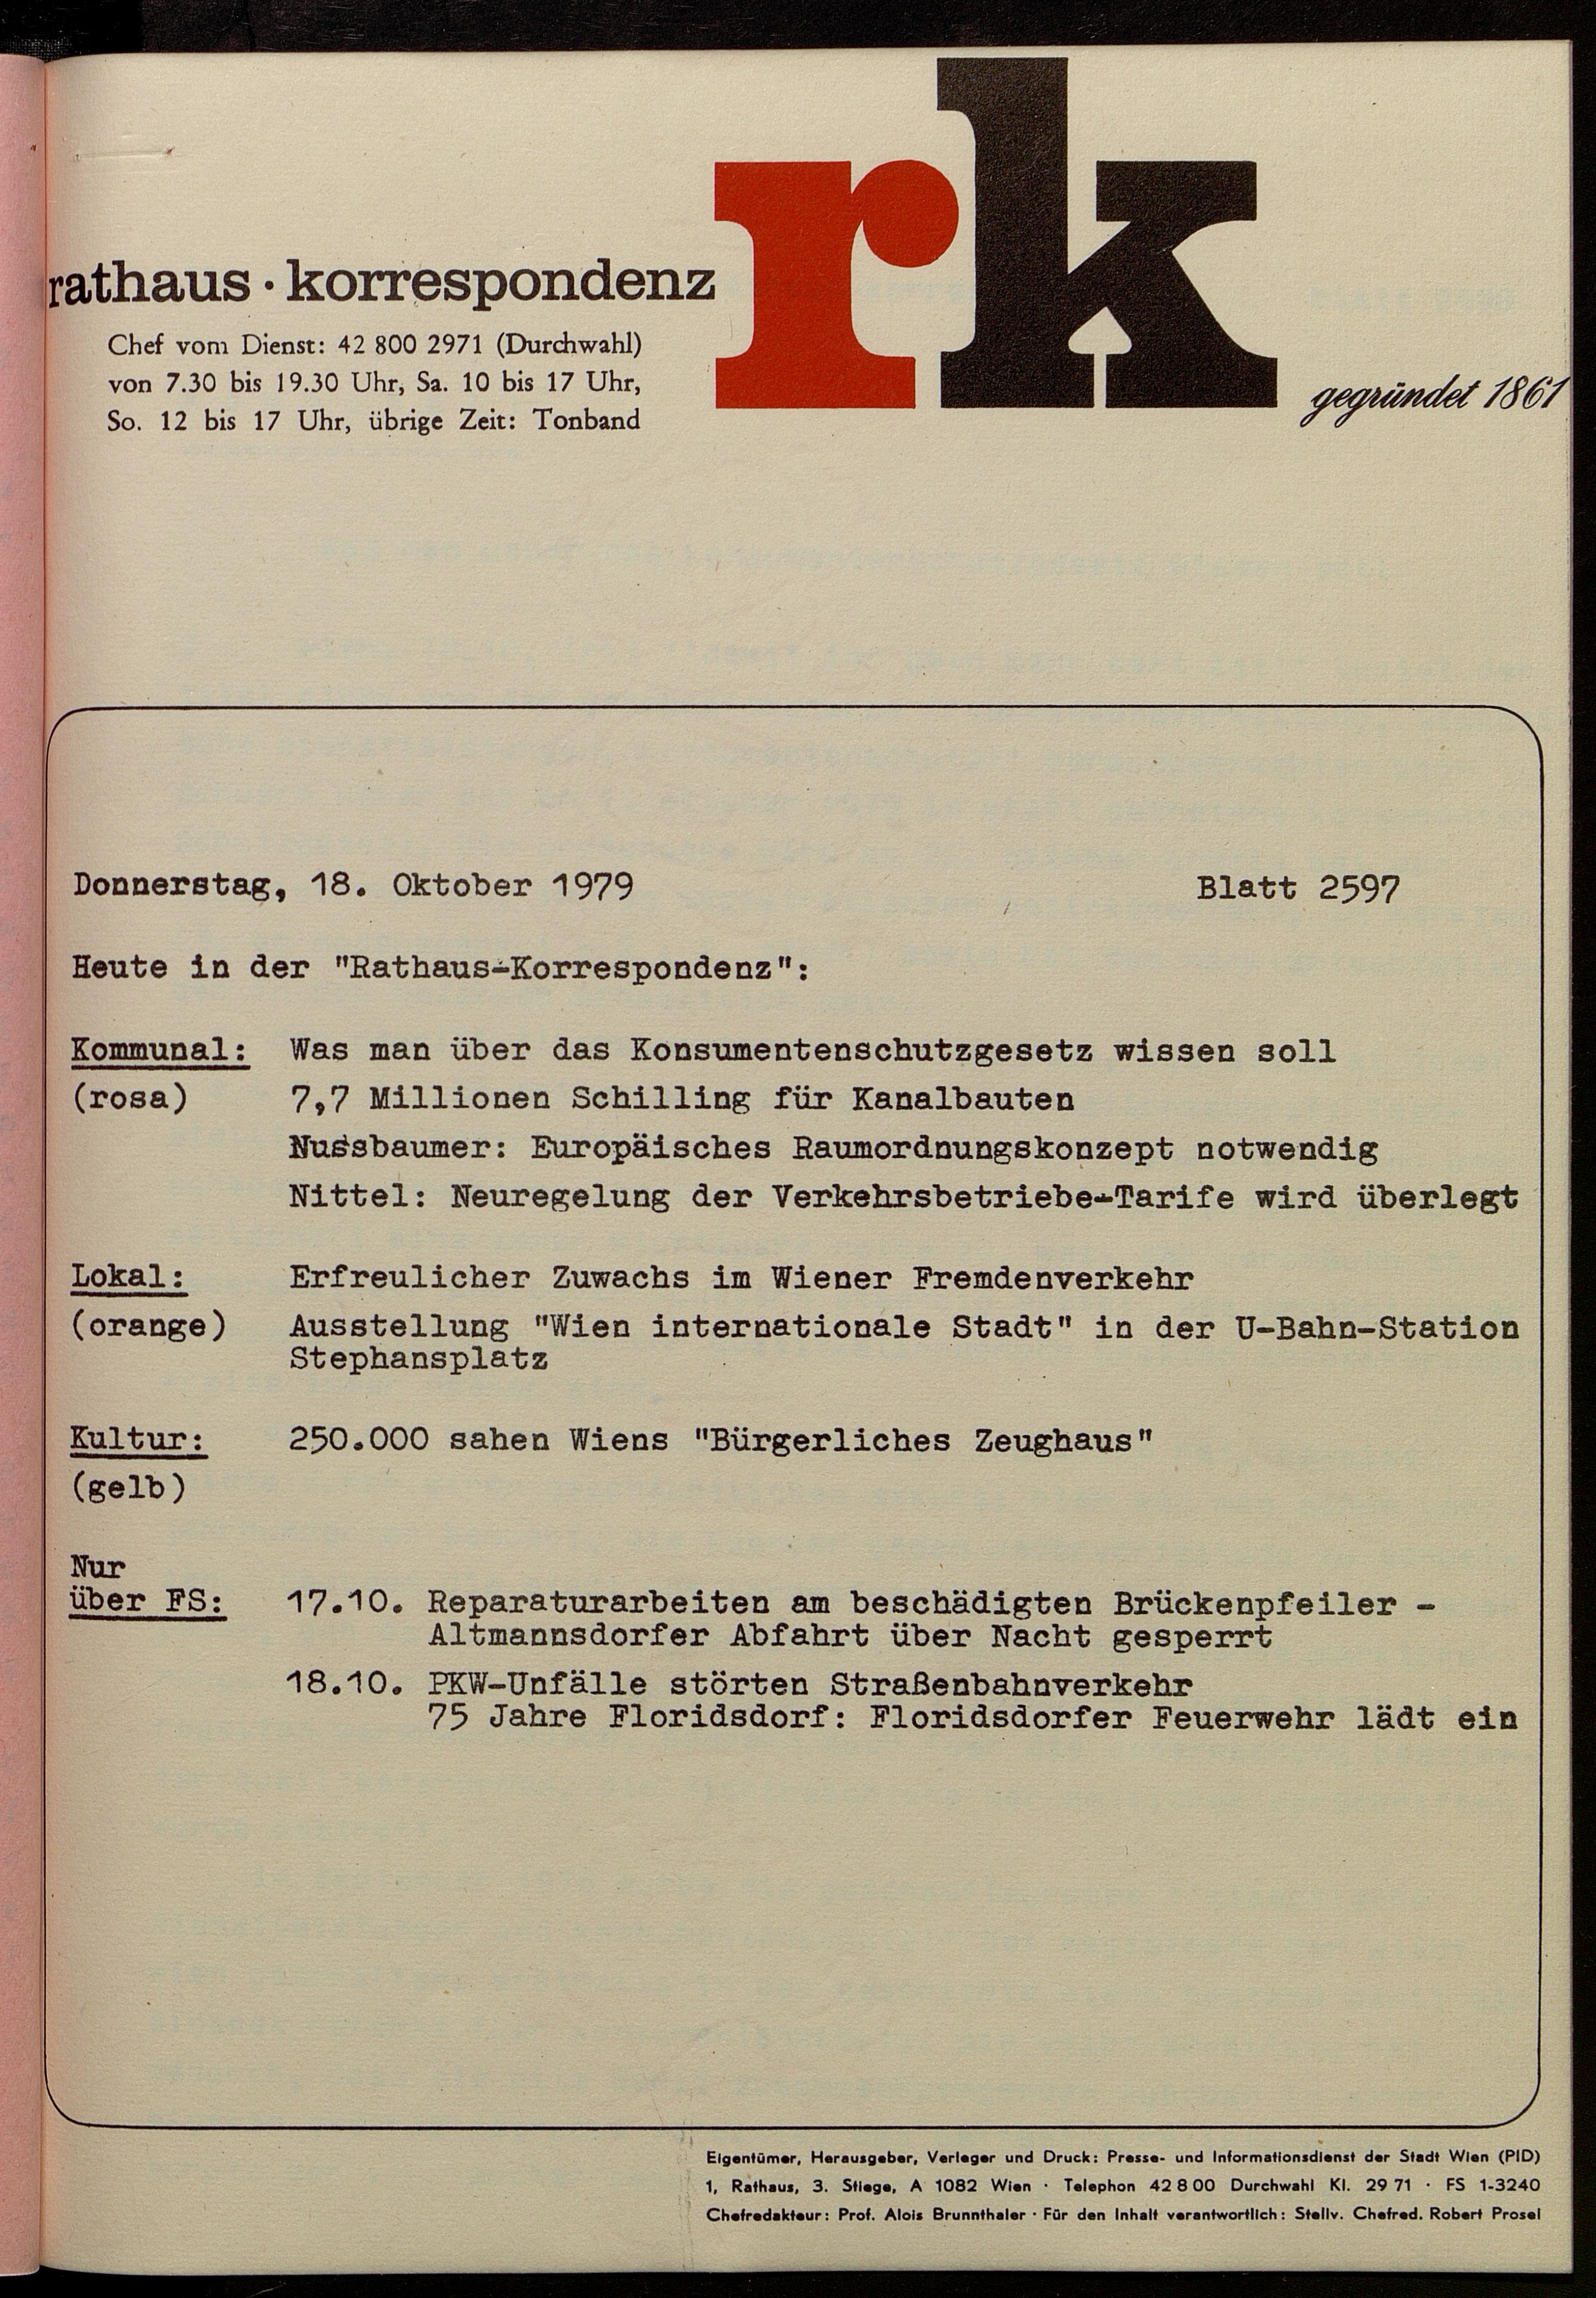 rk
rathaus · korrespondenz
Chef vom Dienst: 42 800 2971 (Durchwahl)
von 7.30 bis 19.30 Uhr, Sa. 10 bis 17 Uhr,
So. 12 bis 17 Uhr, übrige Zeit: Tonband
gegründet 1861
Donnerstag, 18. Oktober 1979 Blatt 2597
Heute in der "Rathaus-Korrespondenz":
Kommunal: Was man über das Konsumentenschutzgesetz wissen soll
(rosa) 7,7 Millionen Schilling für Kanalbauten
Nussbaumer: Europäisches Raumordnungskonzept notwendig
Nittel: Neuregelung der Verkehrsbetriebe-Tarife wird überlegt
Lokal: Erfreulicher Zuwachs im Wiener Fremdenverkehr
(orange) Ausstellung "Wien internationale Stadt" in der U-Bahn-Station
Stephansplatz
Kultur: 250.000 sahen Wiens "Bürgerliches Zeughaus"
(gelb)
Nur
über FS: 17.10. Reparaturarbeiten am beschädigten Brückenpfeiler -
Altmannsdorfer Abfahrt über Nacht gesperrt
18.10. PKW-Unfälle störten Straßenbahnverkehr
75 Jahre Floridsdorf: Floridsdorfer Feuerwehr lädt ein
Eigentümer, Herausgeber, Verleger und Druck: Presse- und Informationsdienst der Stadt Wien (PID)
1, Rathaus, 3. Stiege, A 1082 Wien · Telephon 42 8 00 Durchwahl Kl. 29 71 · FS 1-3240
Chefredakteur: Prof. Alois Brunnthaler · Für den Inhalt verantwortlich: Stellv. Chefred. Robert Prosel